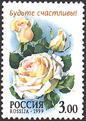 Будьте счастливы!
РОССИЯ
ROSSIJA • 1999
3.00